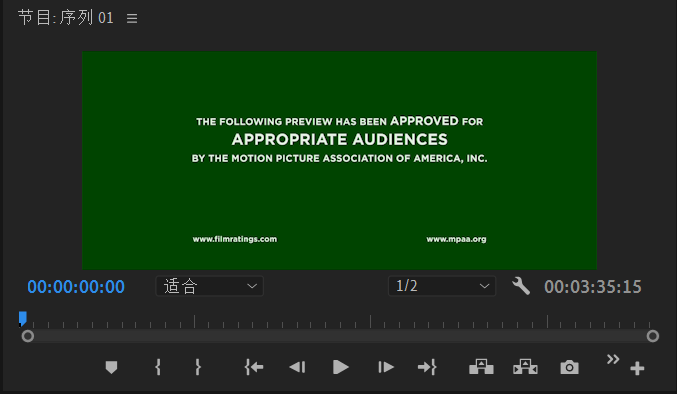 节目: 序列 01
THE FOLLOWING PREVIEW HAS BEEN APPROVED FOR
APPROPRIATE AUDIENCES
BY THE MOTION PICTURE ASSOCIATION OF AMERICA, INC.
www.filmratings.com www.mpaa.org
00:00:00:00 适合 1/2 00:03:35:15